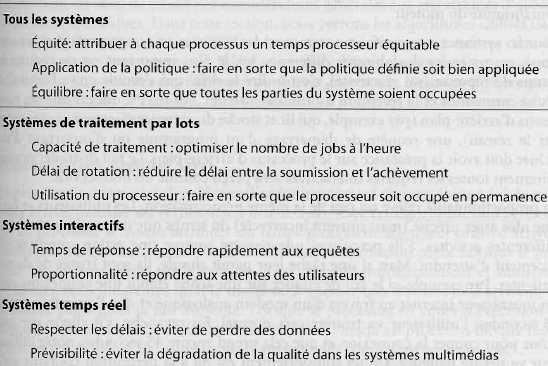 Tous les systèmes
Équité: attribuer à chaque processus un temps processeur équitable
Application de la politique : faire en sorte que la politique définie soit bien appliquée
Équilibre : faire en sorte que toutes les parties du système soient occupées
Systèmes de traitement par lots
Capacité de traitement : optimiser le nombre de jobs à l'heure
Délai de rotation : réduire le délai entre la soumission et l'achèvement
Utilisation du processeur : faire en sorte que le processeur soit occupé en permanence
Systèmes interactifs
Temps de réponse : répondre rapidement aux requêtes
Proportionnalité : répondre aux attentes des utilisateurs
Systèmes temps réel
Respecter les délais : éviter de perdre des données
Prévisibilité : éviter la dégradation de la qualité dans les systèmes multimédias